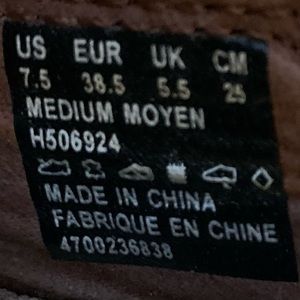 US EUR UK CM
7.5 38.5 5.5 25
MEDIUM MOYEN
H506924
MADE IN CHINA
FABRIQUE EN CHINE
4700236838